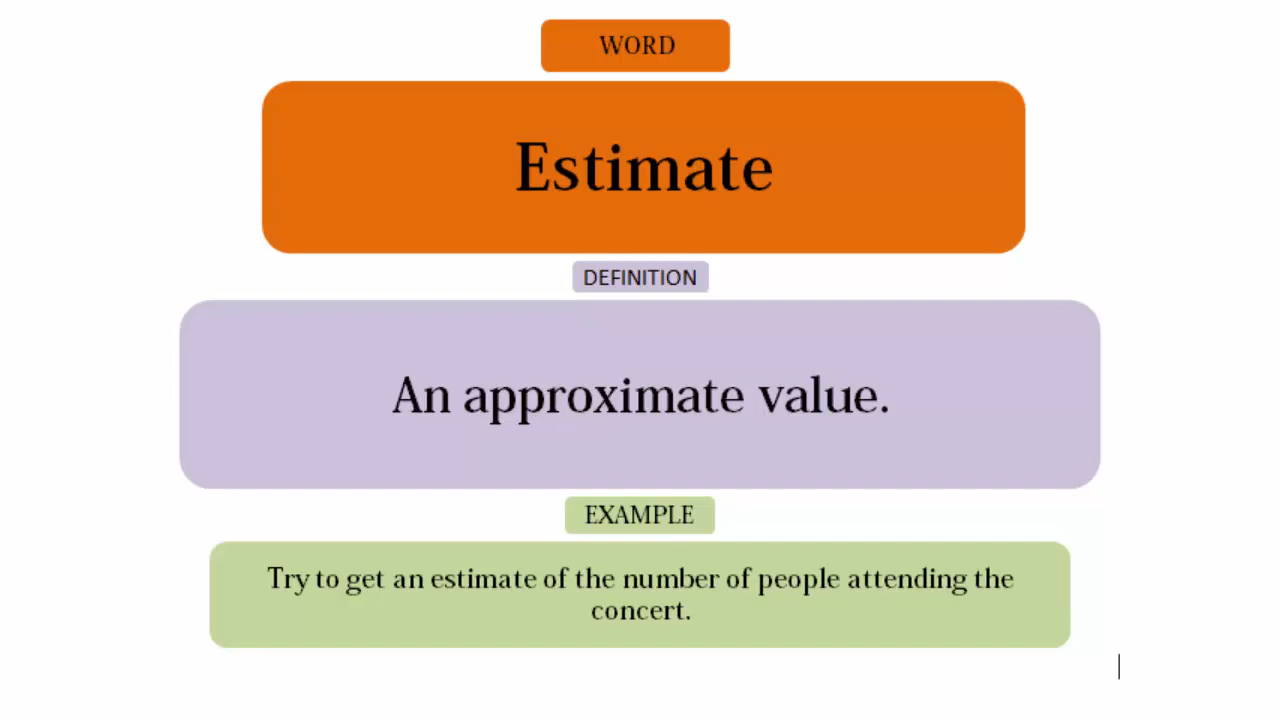 WORD
Estimate
DEFINITION
An approximate value.
EXAMPLE
Try to get an estimate of the number of people attending the
concert.